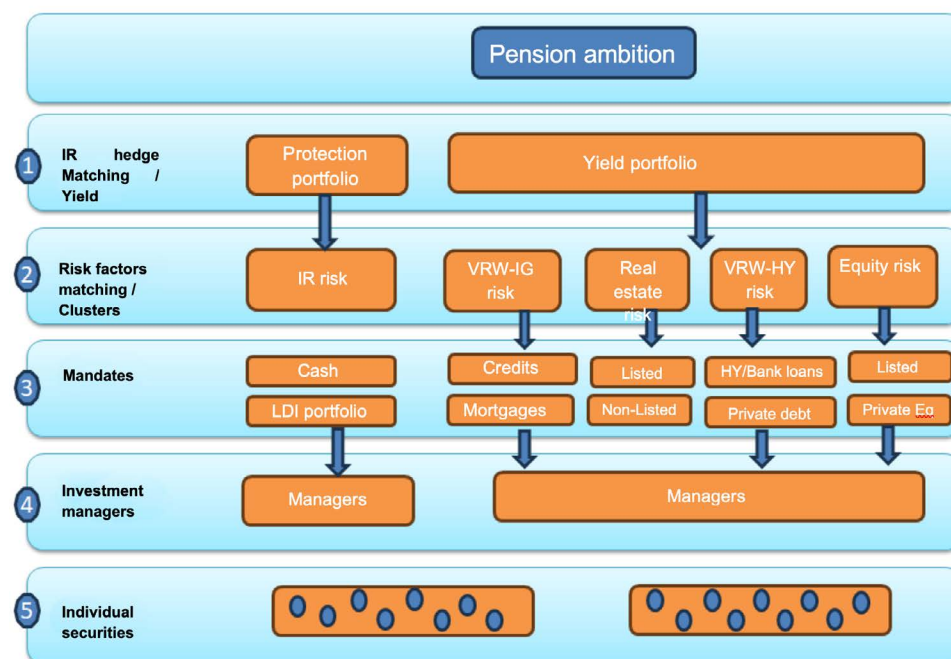 Pension ambition
1
IR hedge
Matching /
Yield
Protection
portfolio
Yield portfolio
2
Risk factors
matching /
Clusters
IR risk
VRW-IG
risk
Real
estate
risk
VRW-HY
risk
Equity risk
3
Mandates
Cash
LDI portfolio
Credits
Mortgages
Listed
Non-Listed
HY/Bank loans
Private debt
Listed
Private Eq
4
Investment
managers
Managers
Managers
5
Individual
securities